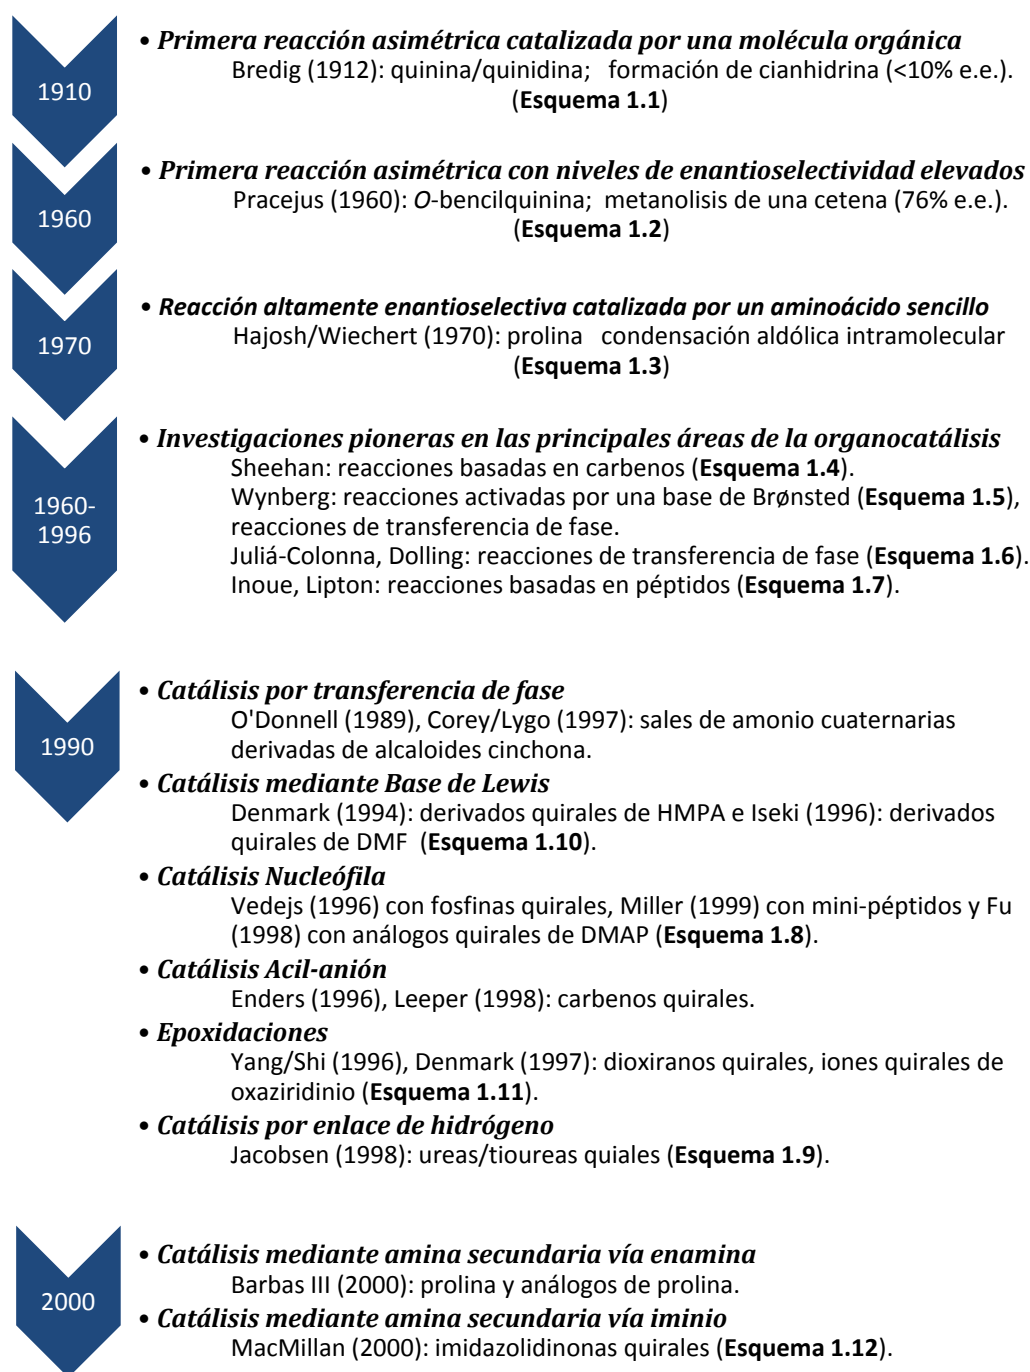 1910
• Primera reacción asimétrica catalizada por una molécula orgánica
Bredig (1912): quinina/quinidina; formación de cianhidrina (<10% e.e.).
(Esquema 1.1)
1960
• Primera reacción asimétrica con niveles de enantioselectividad elevados
Pracejus (1960): O-bencilquinina; metanolisis de una cetena (76% e.e.).
(Esquema 1.2)
1970
• Reacción altamente enantioselectiva catalizada por un aminoácido sencillo
Hajosh/Wiechert (1970): prolina condensación aldólica intramolecular
(Esquema 1.3)
1960-
1996
• Investigaciones pioneras en las principales áreas de la organocatálisis
Sheehan: reacciones basadas en carbenos (Esquema 1.4).
Wynberg: reacciones activadas por una base de Brønsted (Esquema 1.5),
reacciones de transferencia de fase.
Juliá-Colonna, Dolling: reacciones de transferencia de fase (Esquema 1.6).
Inoue, Lipton: reacciones basadas en péptidos (Esquema 1.7).
1990
• Catálisis por transferencia de fase
O'Donnell (1989), Corey/Lygo (1997): sales de amonio cuaternarias
derivadas de alcaloides cinchona.
• Catálisis mediante Base de Lewis
Denmark (1994): derivados quirales de HMPA e Iseki (1996): derivados
quirales de DMF (Esquema 1.10).
• Catálisis Nucleófila
Vedejs (1996) con fosfinas quirales, Miller (1999) con mini-péptidos y Fu
(1998) con análogos quirales de DMAP (Esquema 1.8).
• Catálisis Acil-anión
Enders (1996), Leeper (1998): carbenos quirales.
• Epoxidaciones
Yang/Shi (1996), Denmark (1997): dioxiranos quirales, iones quirales de
oxaziridinio (Esquema 1.11).
• Catálisis por enlace de hidrógeno
Jacobsen (1998): ureas/tioureas quiales (Esquema 1.9).
2000
• Catálisis mediante amina secundaria vía enamina
Barbas III (2000): prolina y análogos de prolina.
• Catálisis mediante amina secundaria vía iminio
MacMillan (2000): imidazolidinonas quirales (Esquema 1.12).